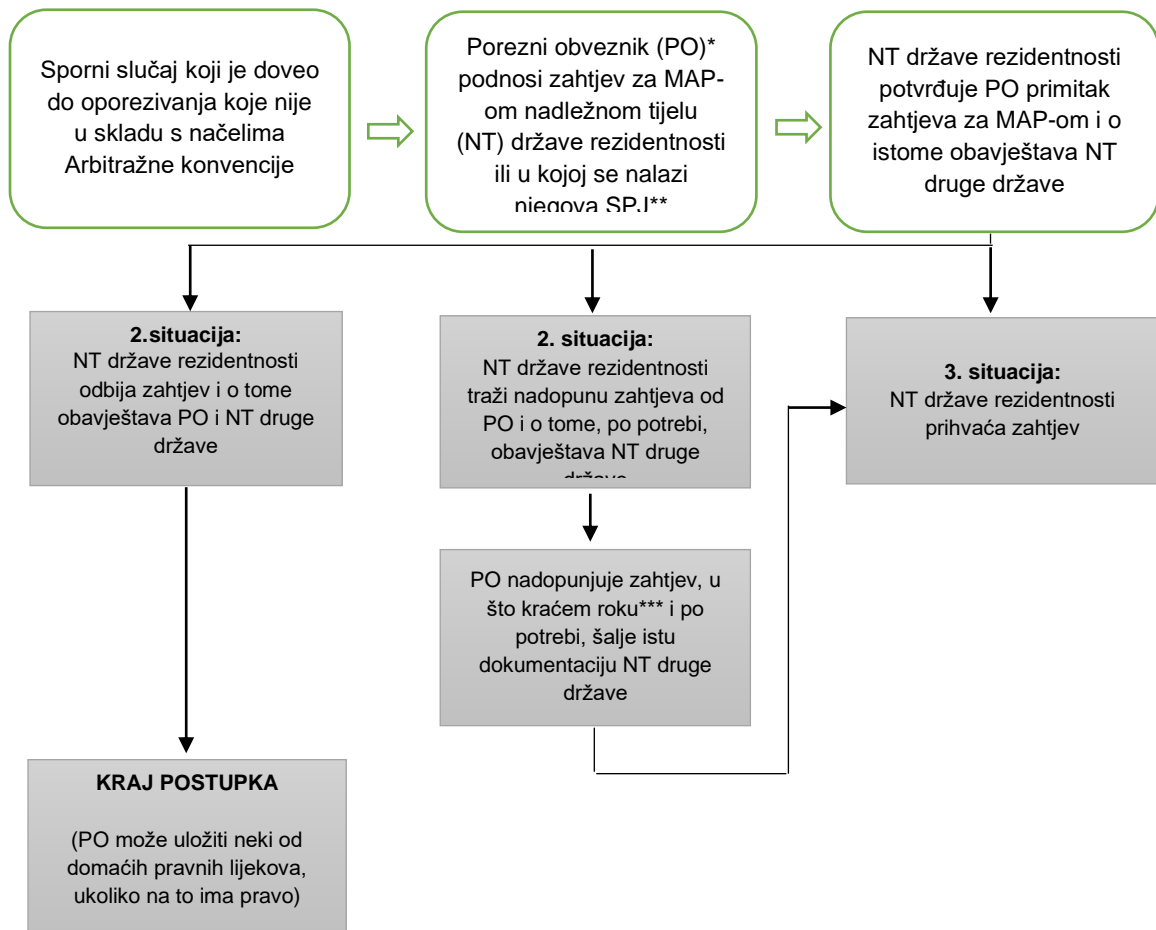 Sporni slučaj koji je doveo
do oporezivanja koje nije
u skladu s načelima
Arbitražne konvencije
Porezni obveznik (PO)*
podnosi zahtjev za MAP-
om nadležnom tijelu
(NT) države rezidentnosti
ili u kojoj se nalazi
njegova SPJ**
NT države rezidentnosti
potvrđuje PO primitak
zahtjeva za MAP-om i o
istome obavještava NT
druge države
2.situacija:
NT države rezidentnosti
odbija zahtjev i o tome
obavještava PO i NT druge
države
2. situacija:
NT države rezidentnosti
traži nadopunu zahtjeva od
PO i o tome, po potrebi,
obavještava NT druge
države
3. situacija:
NT države rezidentnosti
prihvaća zahtjev
PO nadopunjuje zahtjev, u
što kraćem roku*** i po
potrebi, šalje istu
dokumentaciju NT druge
države
KRAJ POSTUPKA
(PO može uložiti neki od
domaćih pravnih lijekova,
ukoliko na to ima pravo)